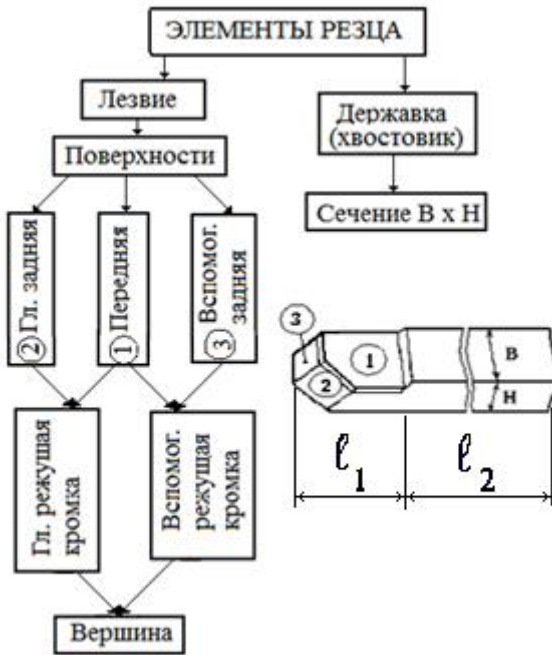 ЭЛЕМЕНТЫ РЕЗЦА
Лезвие
Державка
(хвостовик)
Поверхности
Сечение B x H
2 Гл. задняя
1 Передняя
3 Вспомог.
задняя
Гл. режушая
кромка
Вспомог.
режущая
кромка
Вершина
3
1
2
B
H
ℓ1
ℓ2